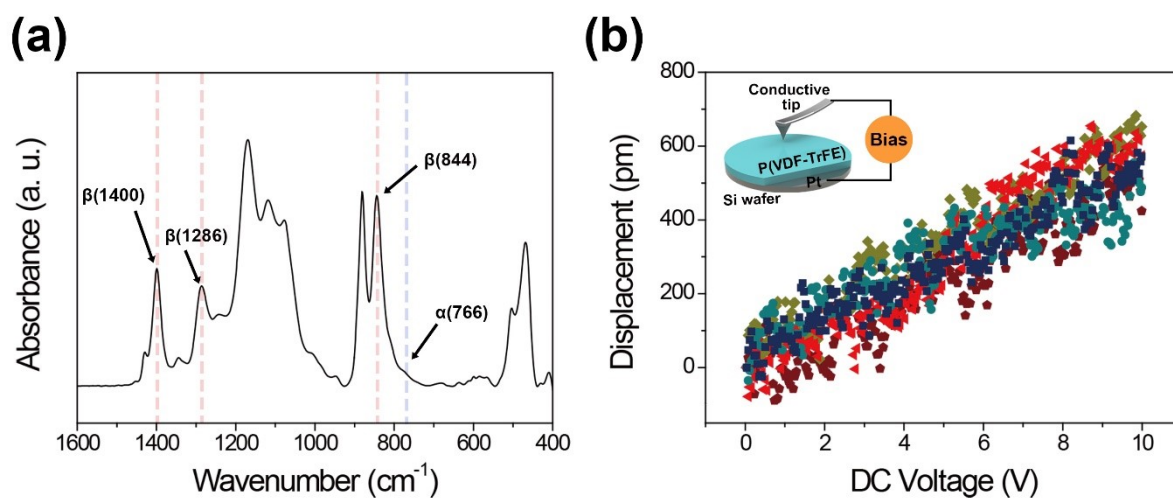 (a)
β(1400)
β(1286)
β(844)
α(766)
Absorbance (a. u.)
1600 1400 1200 1000 800 600 400
Wavenumber (cm⁻¹)
(b)
800
600
400
200
0
Displacement (pm)
Conductive
tip
Bias
P(VDF-TrFE)
Pt
Si wafer
0 2 4 6 8 10
DC Voltage (V)